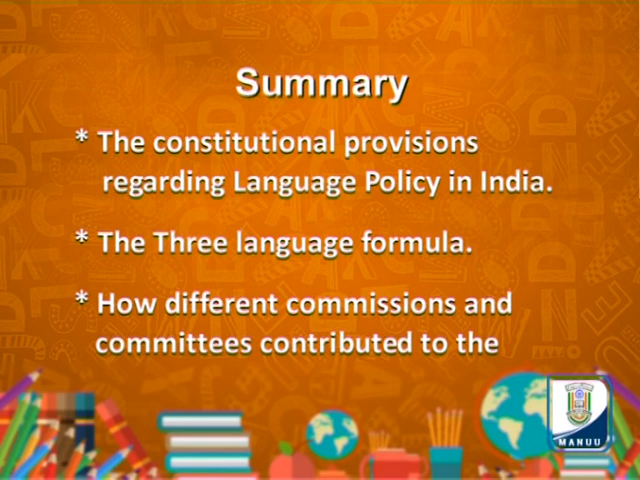 Summary
* The constitutional provisions
regarding Language Policy in India.
* The Three language formula.
* How different commissions and
committees contributed to the
MANUU